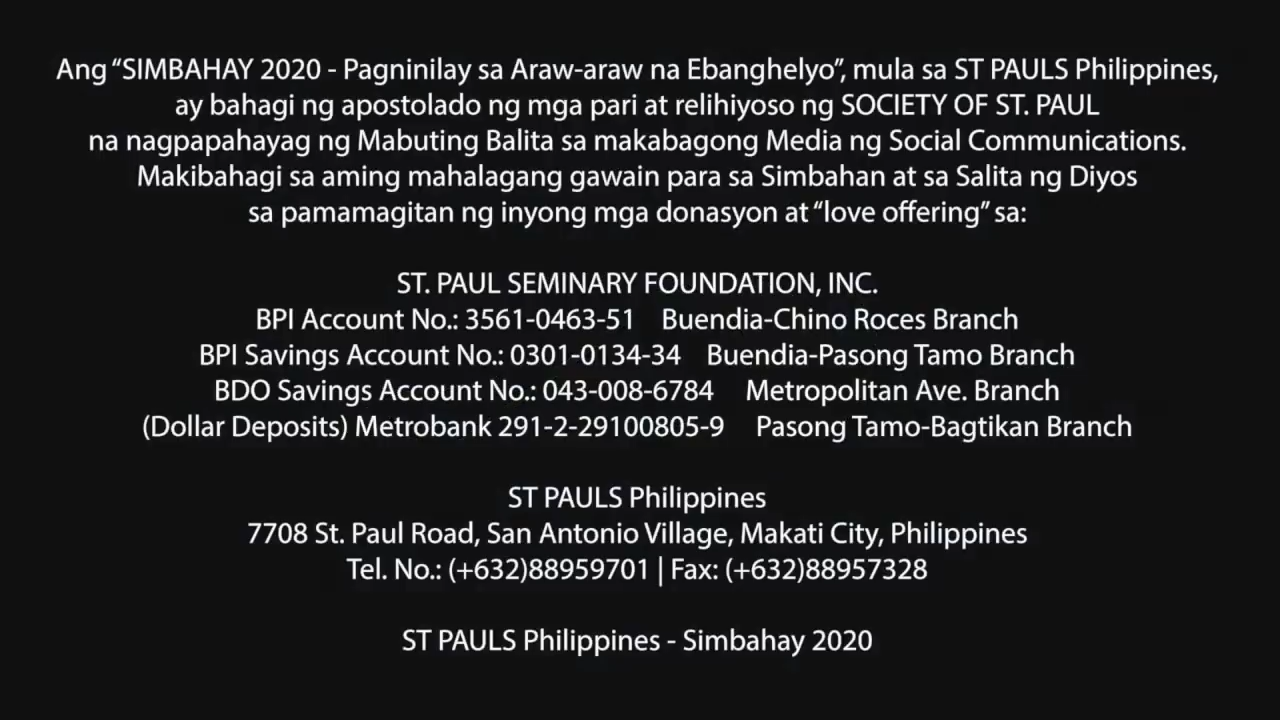 Ang “SIMBAHAY 2020 - Pagninilay sa Araw-araw na Ebanghelyo”, mula sa ST PAULS Philippines,
ay bahagi ng apostolado ng mga pari at relihiyoso ng SOCIETY OF ST. PAUL
na nagpapahayag ng Mabuting Balita sa makabagong Media ng Social Communications.
Makibahagi sa aming mahalagang gawain para sa Simbahan at sa Salita ng Diyos
sa pamamagitan ng inyong mga donasyon at “love offering” sa:
ST. PAUL SEMINARY FOUNDATION, INC.
BPI Account No.: 3561-0463-51 Buendia-Chino Roces Branch
BPI Savings Account No.: 0301-0134-34 Buendia-Pasong Tamo Branch
BDO Savings Account No.: 043-008-6784 Metropolitan Ave. Branch
(Dollar Deposits) Metrobank 291-2-29100805-9 Pasong Tamo-Bagtikan Branch
ST PAULS Philippines
7708 St. Paul Road, San Antonio Village, Makati City, Philippines
Tel. No.: (+632)88959701 | Fax: (+632)88957328
ST PAULS Philippines - Simbahay 2020